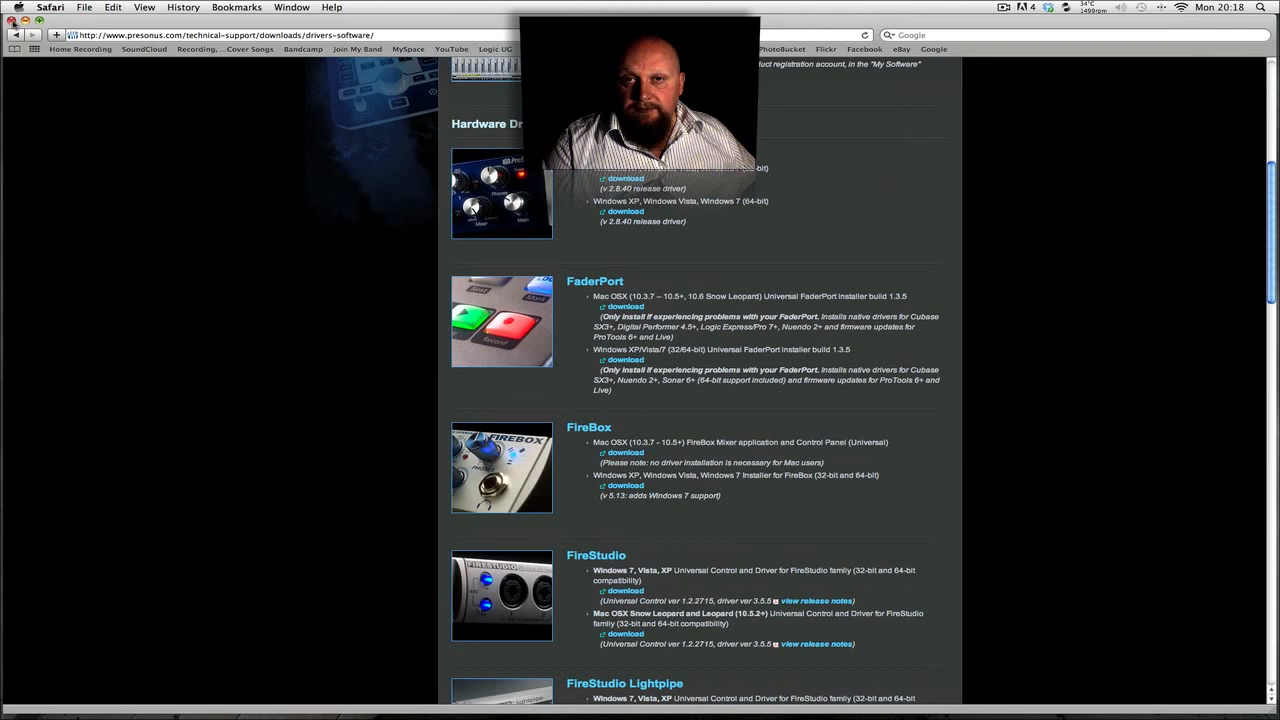 Safari File Edit View History Bookmarks Window Help
4 34°C 1499rpm Mon 20:18
http://www.presonus.com/technical-support/downloads/drivers-software/
Google
Home Recording SoundCloud Recording, ...Cover Songs Bandcamp Join My Band MySpace YouTube Logic UG PhotoBucket Flickr Facebook eBay Google
duct registration account, in the "My Software"
Hardware Dr
-bit)
download
(v 2.8.40 release driver)
Windows XP, Windows Vista, Windows 7 (64-bit)
download
(v 2.8.40 release driver)
Phones
Mixer
Main
FaderPort
Mac OSX (10.3.7 – 10.5+, 10.6 Snow Leopard) Universal FaderPort installer build 1.3.5
download
(Only install if experiencing problems with your FaderPort. Installs native drivers for Cubase
SX3+, Digital Performer 4.5+, Logic Express/Pro 7+, Nuendo 2+ and firmware updates for
ProTools 6+ and Live)
Windows XP/Vista/7 (32/64-bit) Universal FaderPort installer build 1.3.5
download
(Only install if experiencing problems with your FaderPort. Installs native drivers for Cubase
SX3+, Nuendo 2+, Sonar 6+ (64-bit support included) and firmware updates for ProTools 6+ and
Live)
Next
Mark
Record
FireBox
Mac OSX (10.3.7 - 10.5+) FireBox Mixer application and Control Panel (Universal)
download
(Please note: no driver installation is necessary for Mac users)
Windows XP, Windows Vista, Windows 7 Installer for FireBox (32-bit and 64-bit)
download
(v 5.13: adds Windows 7 support)
FIREBOX
PHONES
FireStudio
Windows 7, Vista, XP Universal Control and Driver for FireStudio family (32-bit and 64-bit
compatibility)
download
(Universal Control ver 1.2.2715, driver ver 3.5.5 view release notes)
Mac OSX Snow Leopard and Leopard (10.5.2+) Universal Control and Driver for FireStudio
family (32-bit and 64-bit compatibility)
download
(Universal Control ver 1.2.2715, driver ver 3.5.5 view release notes)
FIRESTUDIO
FireStudio Lightpipe
Windows 7, Vista, XP Universal Control and Driver for FireStudio family (32-bit and 64-bit